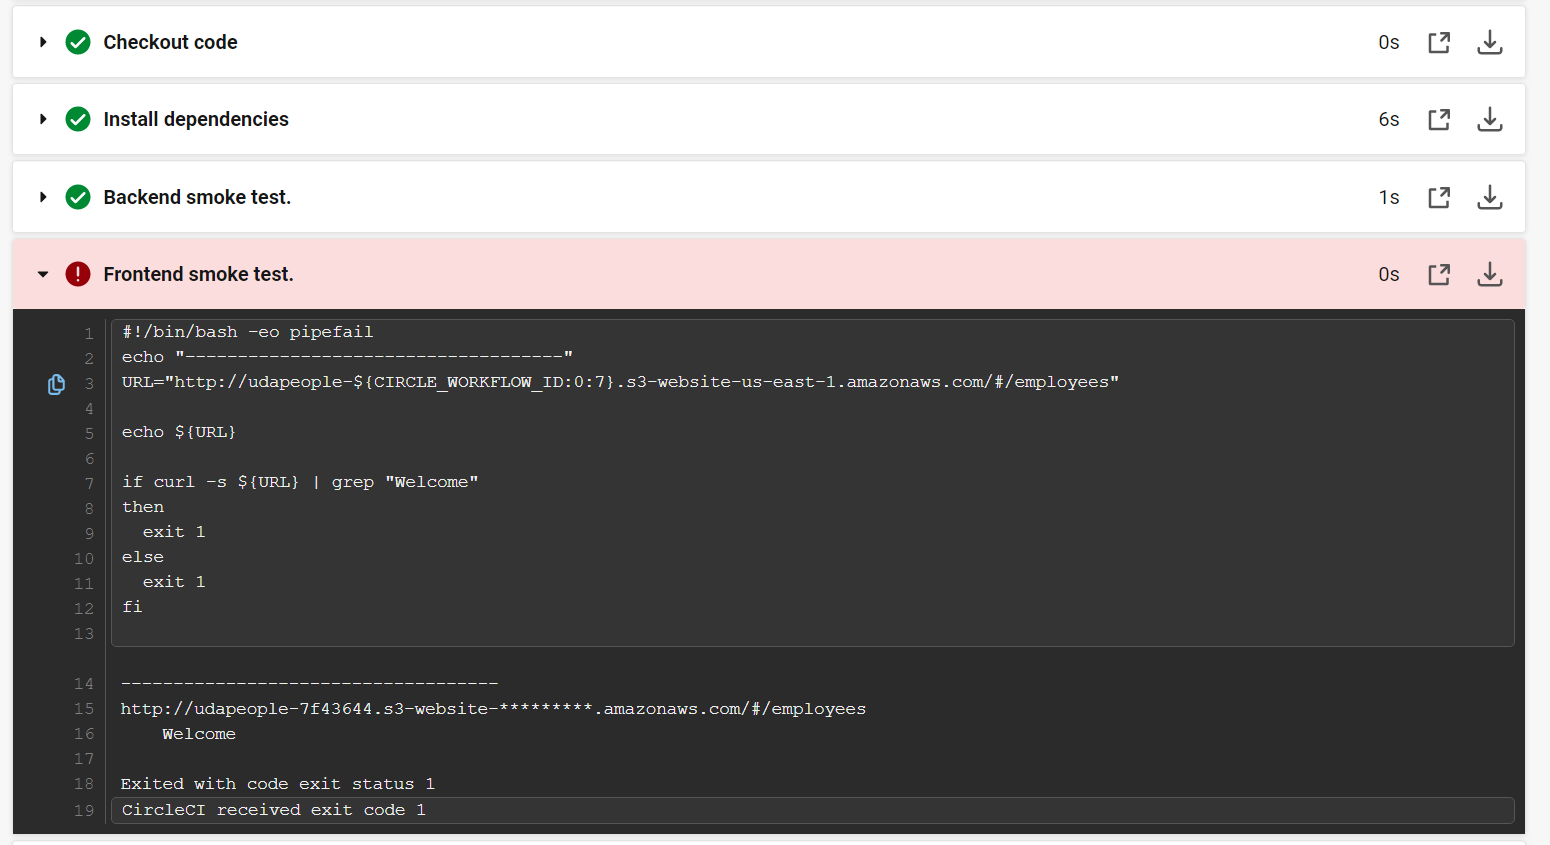 Checkout code 0s
Install dependencies 6s
Backend smoke test. 1s
Frontend smoke test. 0s
1 #!/bin/bash -eo pipefail
2 echo "------------------------------------"
3 URL="http://udapeople-${CIRCLE_WORKFLOW_ID:0:7}.s3-website-us-east-1.amazonaws.com/#/employees"
4
5 echo ${URL}
6
7 if curl -s ${URL} | grep "Welcome"
8 then
9   exit 1
10 else
11   exit 1
12 fi
13
14 ------------------------------------
15 http://udapeople-7f43644.s3-website-*********.amazonaws.com/#/employees
16     Welcome
17
18 Exited with code exit status 1
19 CircleCI received exit code 1